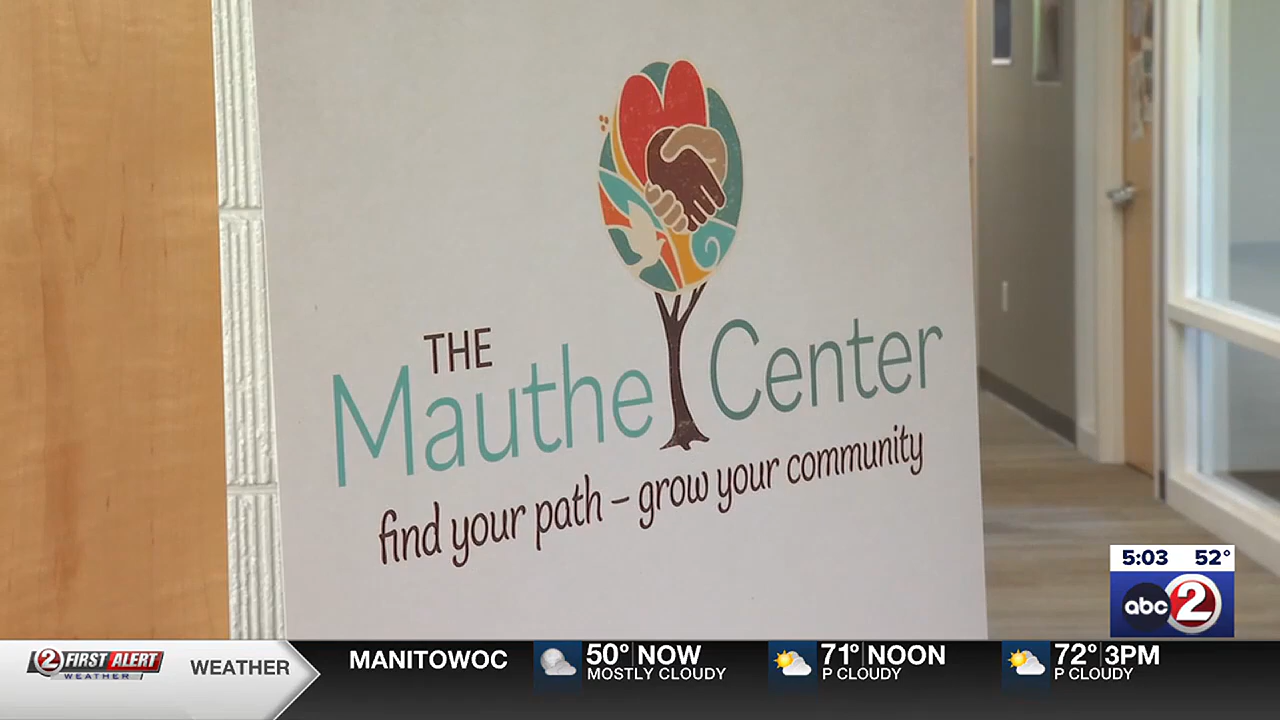 THE
Mauthe Center
find your path – grow your community
5:03 52°
abc 2
2 FIRST ALERT
WEATHER
WEATHER
MANITOWOC
50° NOW
MOSTLY CLOUDY
71° NOON
P CLOUDY
72° 3PM
P CLOUDY